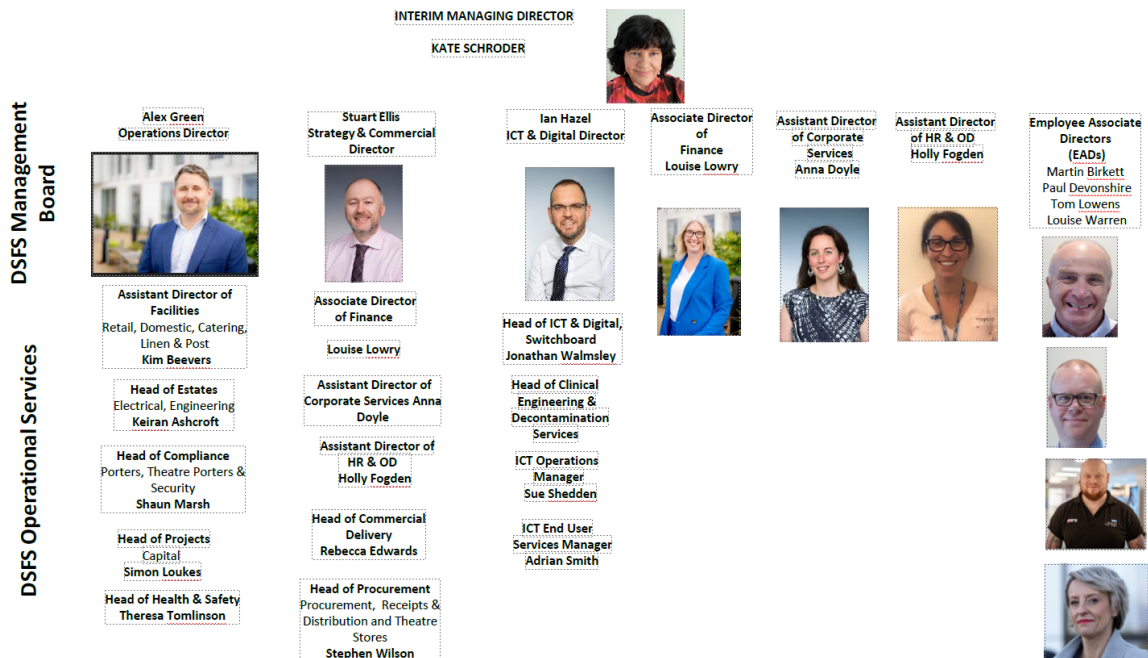 INTERIM MANAGING DIRECTOR
KATE SCHRODER
DSFS Management
Board
Alex Green
Operations Director
Stuart Ellis
Strategy & Commercial
Director
Ian Hazel
ICT & Digital Director
Associate Director
of
Finance
Louise Lowry
Assistant Director
of Corporate
Services
Anna Doyle
Assistant Director
of HR & OD
Holly Fogden
Employee Associate
Directors
(EADs)
Martin Birkett
Paul Devonshire
Tom Lowens
Louise Warren
DSFS Operational Services
Assistant Director of
Facilities
Retail, Domestic, Catering,
Linen & Post
Kim Beevers
Head of Estates
Electrical, Engineering
Keiran Ashcroft
Head of Compliance
Porters, Theatre Porters &
Security
Shaun Marsh
Head of Projects
Capital
Simon Loukes
Head of Health & Safety
Theresa Tomlinson
Associate Director
of Finance
Louise Lowry
Assistant Director of
Corporate Services Anna
Doyle
Assistant Director of
HR & OD
Holly Fogden
Head of Commercial
Delivery
Rebecca Edwards
Head of Procurement
Procurement, Receipts &
Distribution and Theatre
Stores
Stephen Wilson
Head of ICT & Digital,
Switchboard
Jonathan Walmsley
Head of Clinical
Engineering &
Decontamination
Services
ICT Operations
Manager
Sue Shedden
ICT End User
Services Manager
Adrian Smith